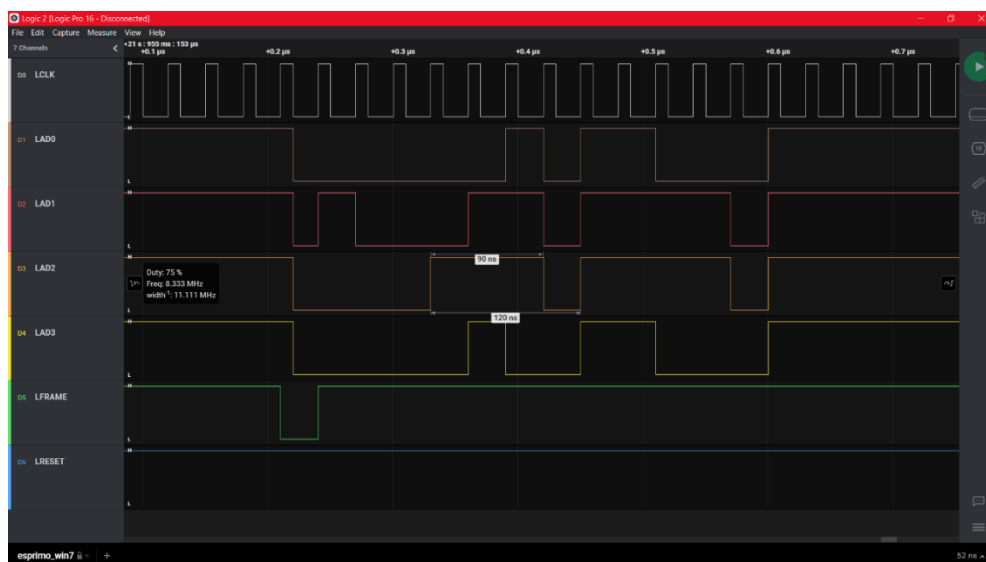 Logic 2 [Logic Pro 16 - Disconnected]
File Edit Capture Measure View Help
7 Channels
+21 s : 955 ms : 153 µs
+0.1 µs +0.2 µs +0.3 µs +0.4 µs +0.5 µs +0.6 µs +0.7 µs
D0 LCLK
H
L
D1 LAD0
H
L
D2 LAD1
H
L
D3 LAD2
H
L
90 ns
Duty: 75 %
Freq: 8.333 MHz
width⁻¹: 11.111 MHz
120 ns
D4 LAD3
H
L
D5 LFRAME
H
L
D6 LRESET
H
L
esprimo_win7
52 ns